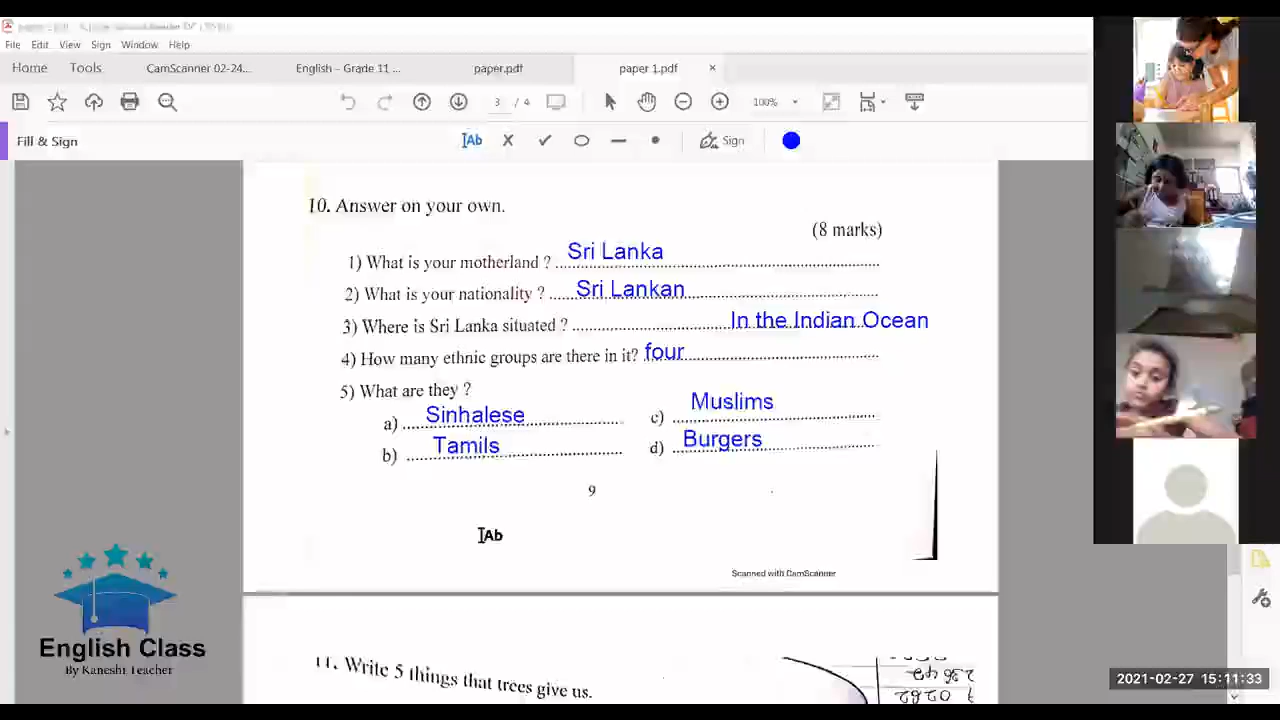 File Edit View Sign Window Help
Home Tools CamScanner 02-24... English - Grade 11 ... paper.pdf paper 1.pdf ×
3 / 4 100%
Fill & Sign IAb Sign
10. Answer on your own.
(8 marks)
1) What is your motherland ? Sri Lanka
2) What is your nationality ? Sri Lankan
3) Where is Sri Lanka situated ? In the Indian Ocean
4) How many ethnic groups are there in it? four
5) What are they ?
a) Sinhalese c) Muslims
b) Tamils d) Burgers
9
IAb
Scanned with CamScanner
English Class
By Kaneshi Teacher
11. Write 5 things that trees give us.
2021-02-27 15:11:33